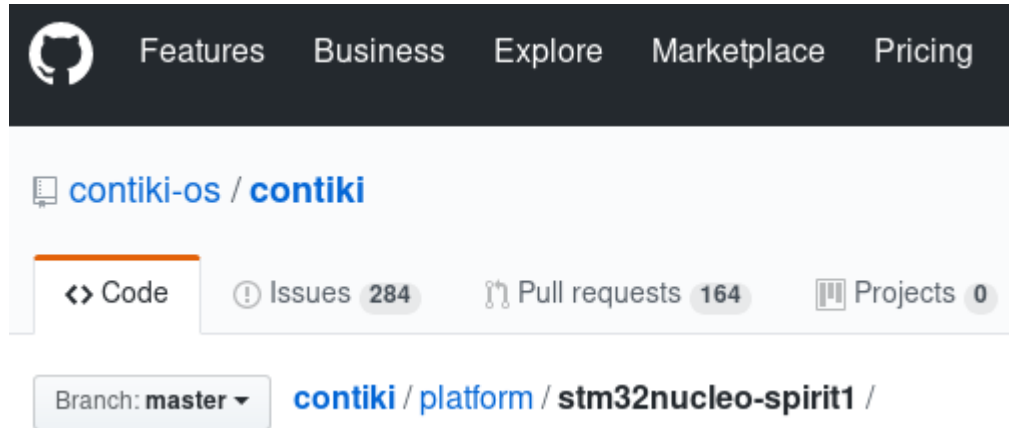 Features Business Explore Marketplace Pricing
contiki-os / contiki
<> Code Issues 284 Pull requests 164 Projects 0
Branch: master contiki / platform / stm32nucleo-spirit1 /